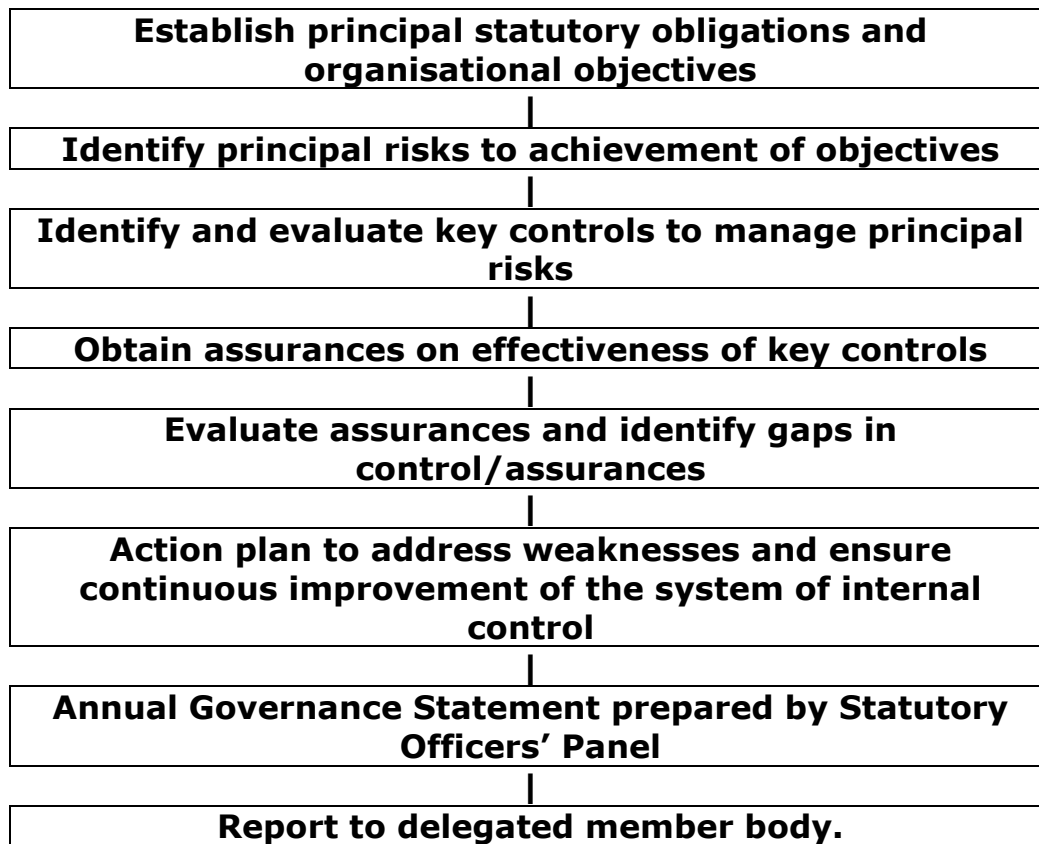 Establish principal statutory obligations and
organisational objectives
Identify principal risks to achievement of objectives
Identify and evaluate key controls to manage principal
risks
Obtain assurances on effectiveness of key controls
Evaluate assurances and identify gaps in
control/assurances
Action plan to address weaknesses and ensure
continuous improvement of the system of internal
control
Annual Governance Statement prepared by Statutory
Officers’ Panel
Report to delegated member body.